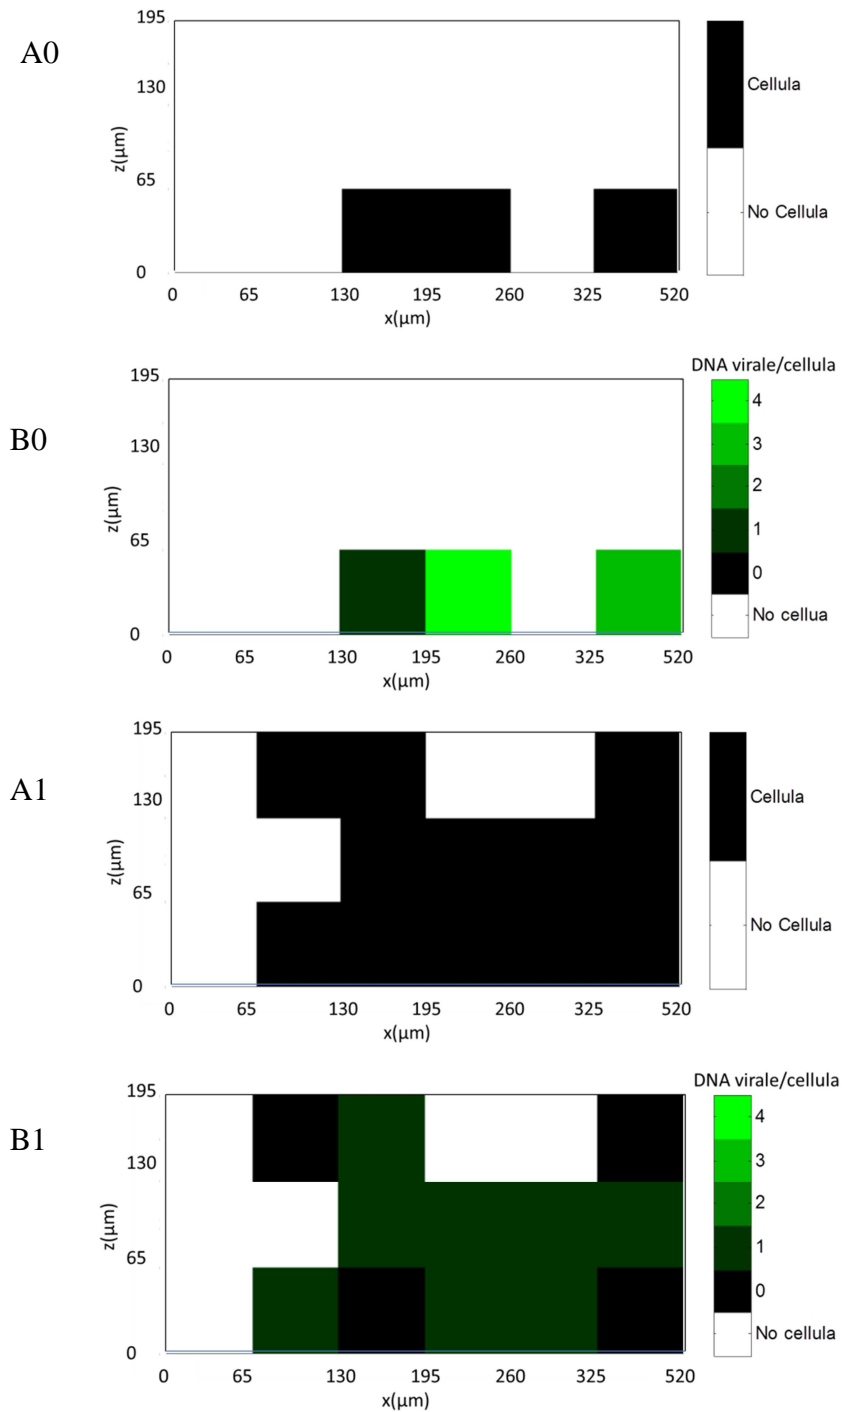 A0
195
130
65
0
z(μm)
0 65 130 195 260 325 520
x(μm)
Cellula
No Cellula
B0
DNA virale/cellula
195
130
65
0
z(μm)
0 65 130 195 260 325 520
x(μm)
4
3
2
1
0
No cellua
A1
195
130
65
0
z(μm)
0 65 130 195 260 325 520
x(μm)
Cellula
No Cellula
B1
DNA virale/cellula
195
130
65
0
z(μm)
0 65 130 195 260 325 520
x(μm)
4
3
2
1
0
No cellula